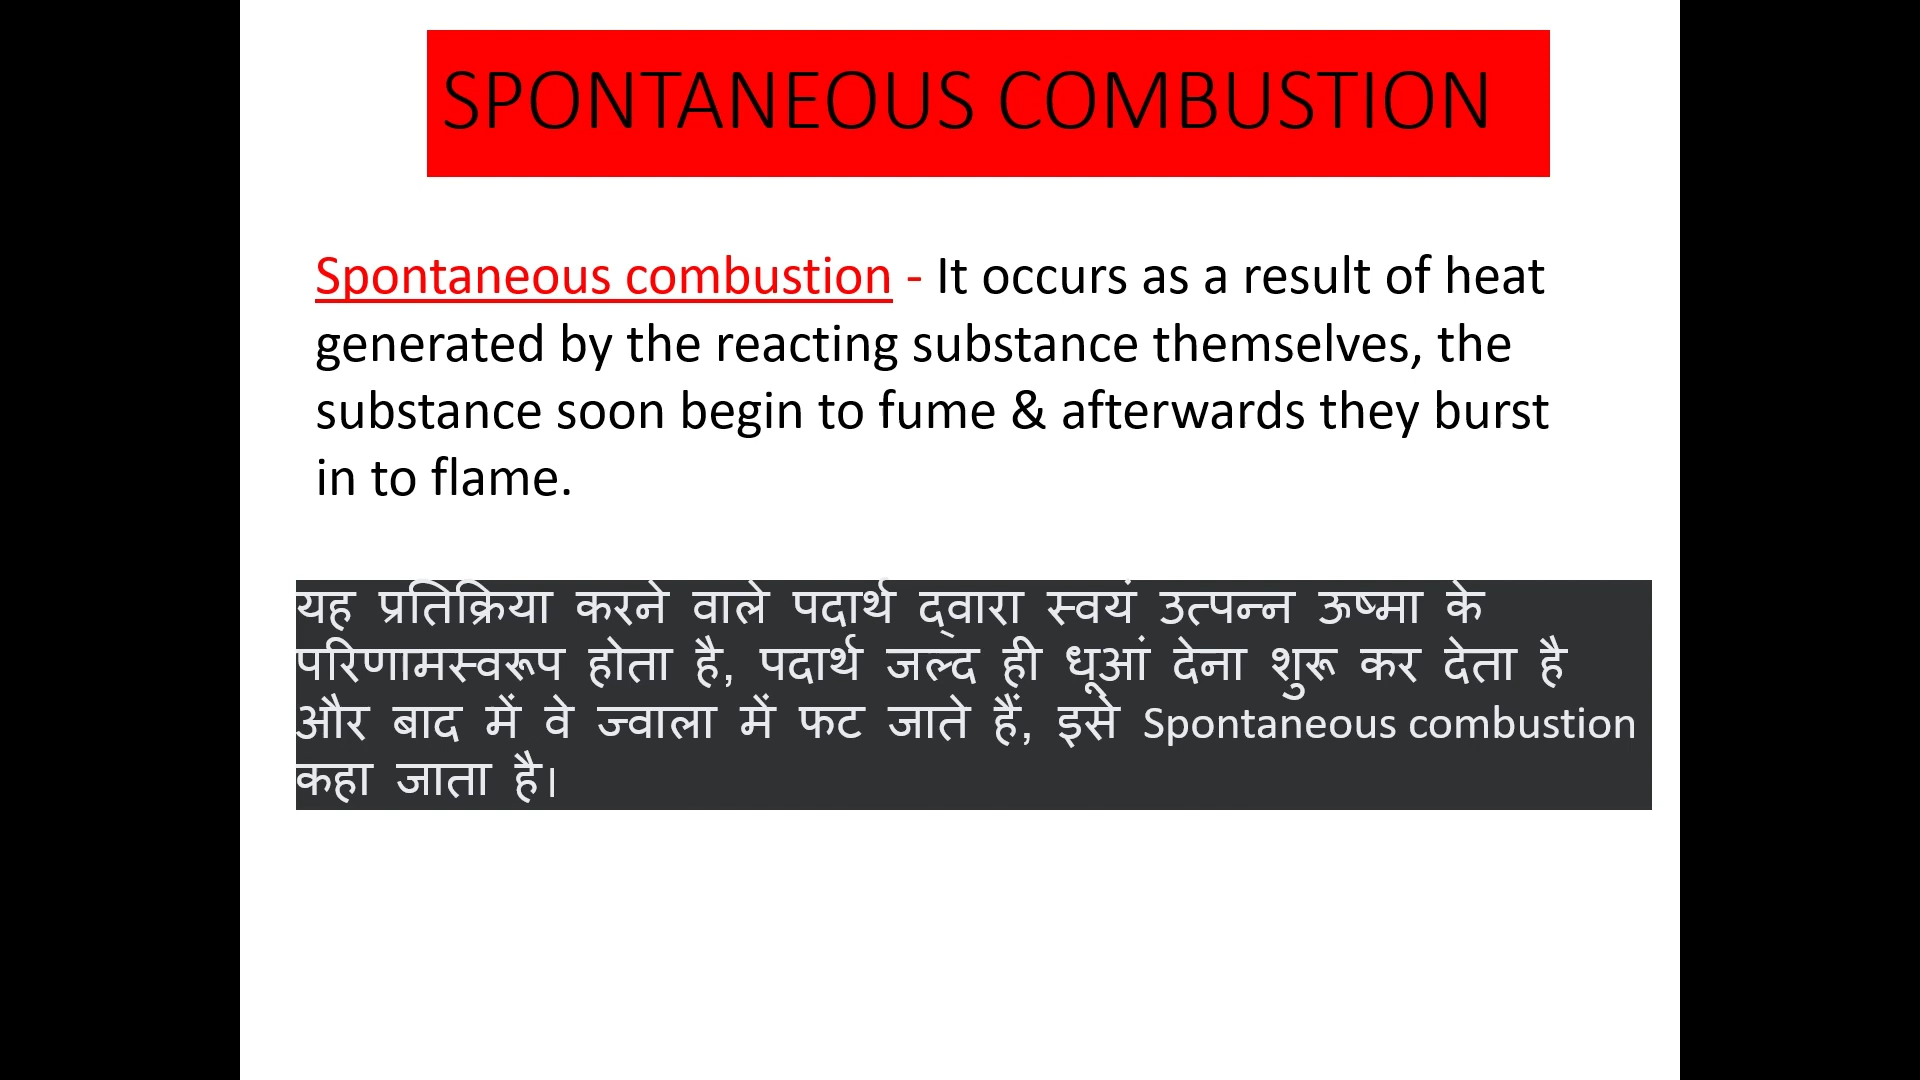 SPONTANEOUS COMBUSTION
Spontaneous combustion - It occurs as a result of heat
generated by the reacting substance themselves, the
substance soon begin to fume & afterwards they burst
in to flame.
यह प्रतिक्रिया करने वाले पदार्थ द्वारा स्वयं उत्पन्न ऊष्मा के
परिणामस्वरूप होता है, पदार्थ जल्द ही धूआं देना शुरू कर देता है
और बाद में वे ज्वाला में फट जाते हैं, इसे Spontaneous combustion
कहा जाता है।